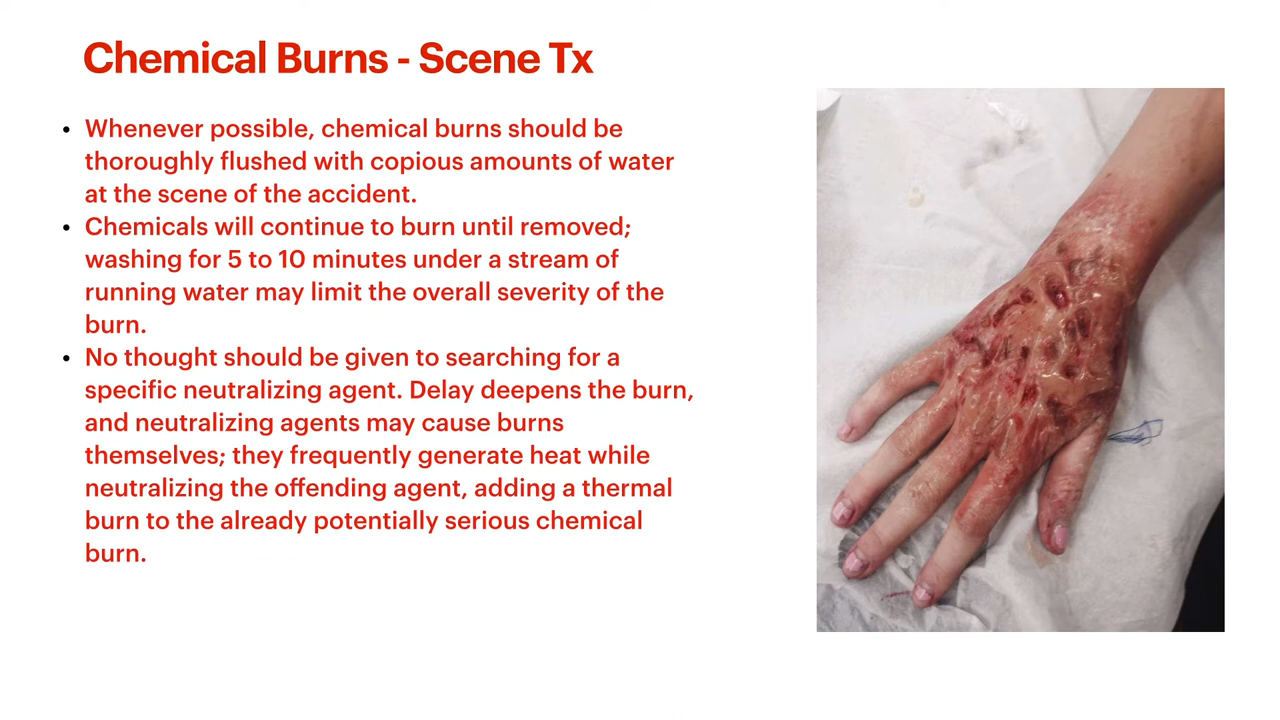 Chemical Burns - Scene Tx
• Whenever possible, chemical burns should be
thoroughly flushed with copious amounts of water
at the scene of the accident.
• Chemicals will continue to burn until removed;
washing for 5 to 10 minutes under a stream of
running water may limit the overall severity of the
burn.
• No thought should be given to searching for a
specific neutralizing agent. Delay deepens the burn,
and neutralizing agents may cause burns
themselves; they frequently generate heat while
neutralizing the offending agent, adding a thermal
burn to the already potentially serious chemical
burn.